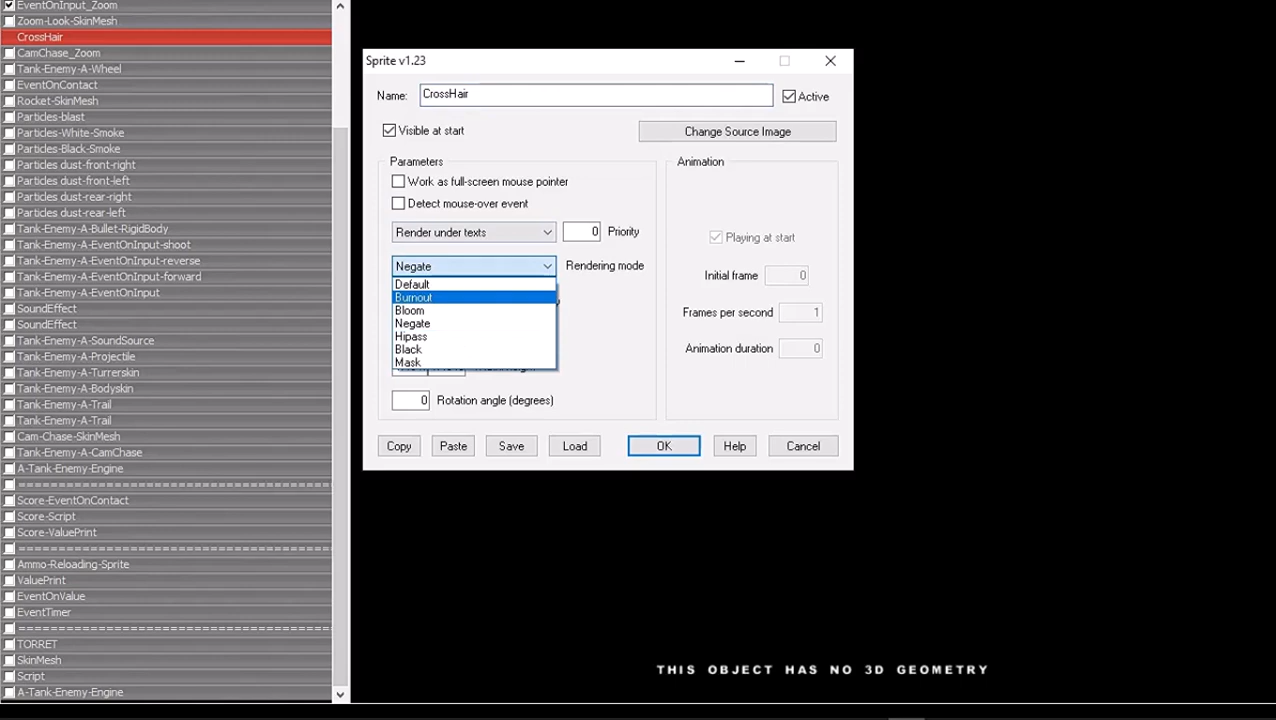 EventOnInput_Zoom
Zoom-Look-SkinMesh
CrossHair
CamChase_Zoom
Tank-Enemy-A-Wheel
EventOnContact
Rocket-SkinMesh
Particles-blast
Particles-White-Smoke
Particles-Black-Smoke
Particles dust-front-right
Particles dust-front-left
Particles dust-rear-right
Particles dust-rear-left
Tank-Enemy-A-Bullet-RigidBody
Tank-Enemy-A-EventOnInput-shoot
Tank-Enemy-A-EventOnInput-reverse
Tank-Enemy-A-EventOnInput-forward
Tank-Enemy-A-EventOnInput
SoundEffect
SoundEffect
Tank-Enemy-A-SoundSource
Tank-Enemy-A-Projectile
Tank-Enemy-A-Turrerskin
Tank-Enemy-A-Bodyskin
Tank-Enemy-A-Trail
Tank-Enemy-A-Trail
Cam-Chase-SkinMesh
Tank-Enemy-A-CamChase
A-Tank-Enemy-Engine
Score-EventOnContact
Score-Script
Score-ValuePrint
Ammo-Reloading-Sprite
ValuePrint
EventOnValue
EventTimer
TORRET
SkinMesh
Script
A-Tank-Enemy-Engine
Sprite v1.23
Name: CrossHair Active
Visible at start Change Source Image
Parameters
Work as full-screen mouse pointer
Detect mouse-over event
Render under texts 0 Priority
Negate Rendering mode
Default
Burnout
Bloom
Negate
Hipass
Black
Mask
0 Rotation angle (degrees)
Animation
Playing at start
Initial frame 0
Frames per second 1
Animation duration 0
Copy Paste Save Load OK Help Cancel
THIS OBJECT HAS NO 3D GEOMETRY